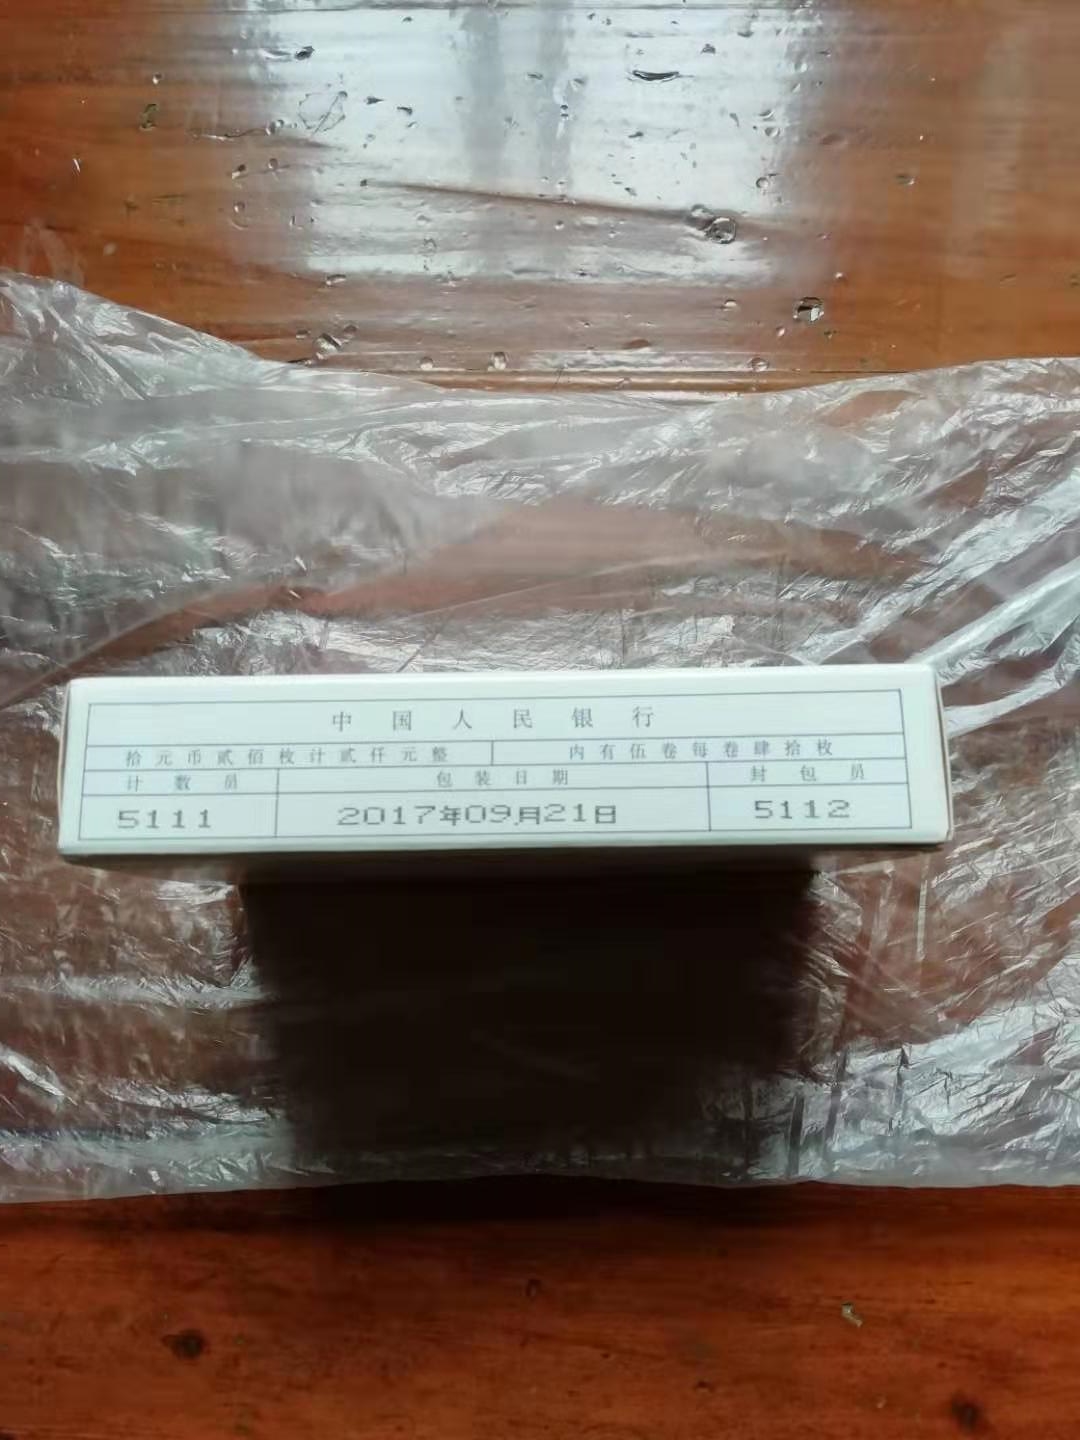 中国人民银行
拾元币贰佰枚计贰仟元整 内有伍卷每卷肆拾枚
计数员 包装日期 封包员
5111 2017年09月21日 5112